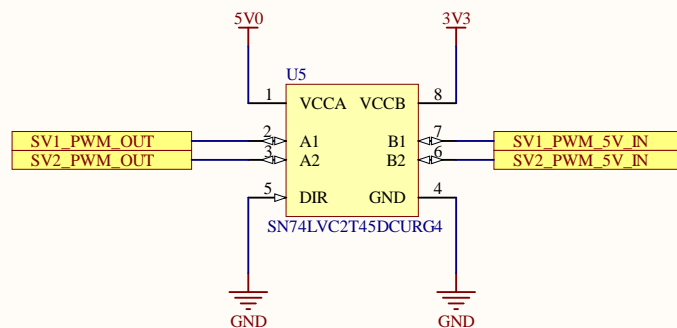 5V0 3V3
U5
1 VCCA VCCB 8
SV1_PWM_OUT 2 A1 B1 7 SV1_PWM_5V_IN
SV2_PWM_OUT 3 A2 B2 6 SV2_PWM_5V_IN
5 DIR GND 4
SN74LVC2T45DCURG4
GND GND